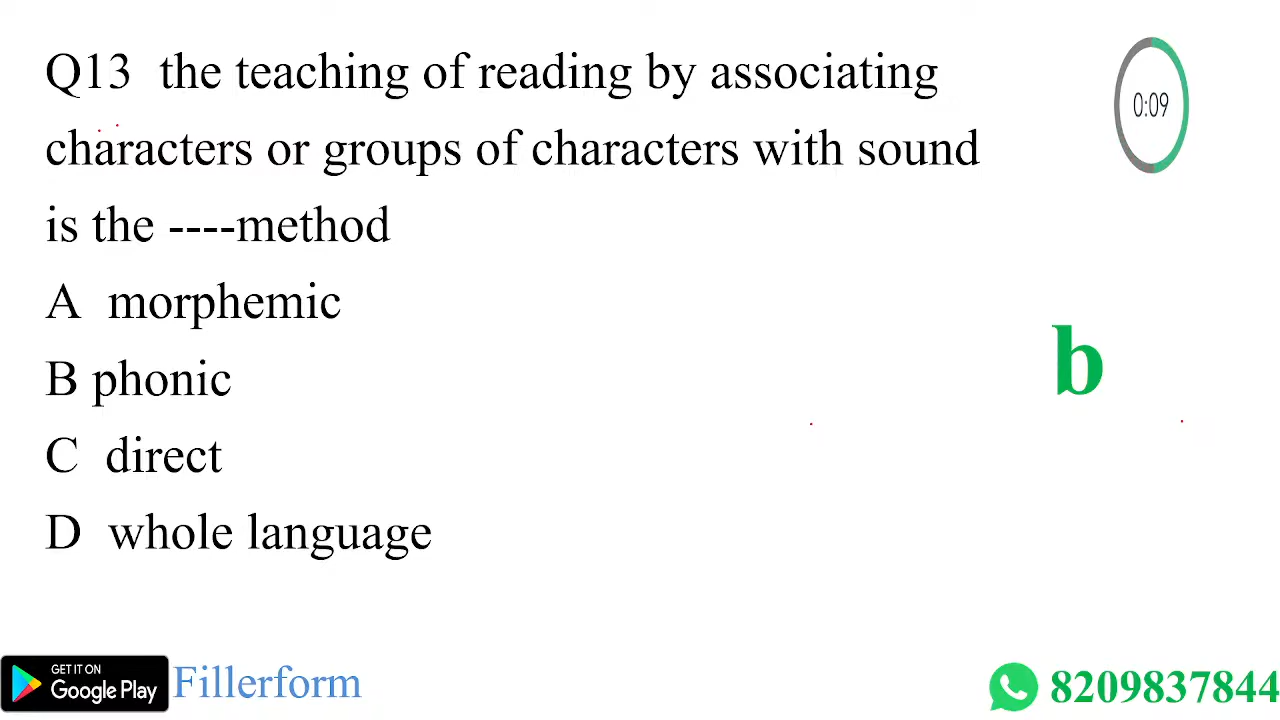 Q13 the teaching of reading by associating
0:09
characters or groups of characters with sound
is the ----method
A morphemic
b
B phonic
C direct
D whole language
GET IT ON
Google Play
Fillerform
8209837844